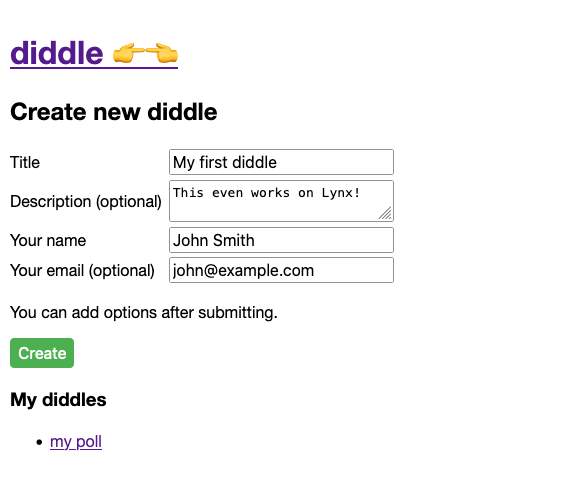 diddle 👉👈
Create new diddle
Title My first diddle
Description (optional) This even works on Lynx!
Your name John Smith
Your email (optional) john@example.com
You can add options after submitting.
Create
My diddles
• my poll